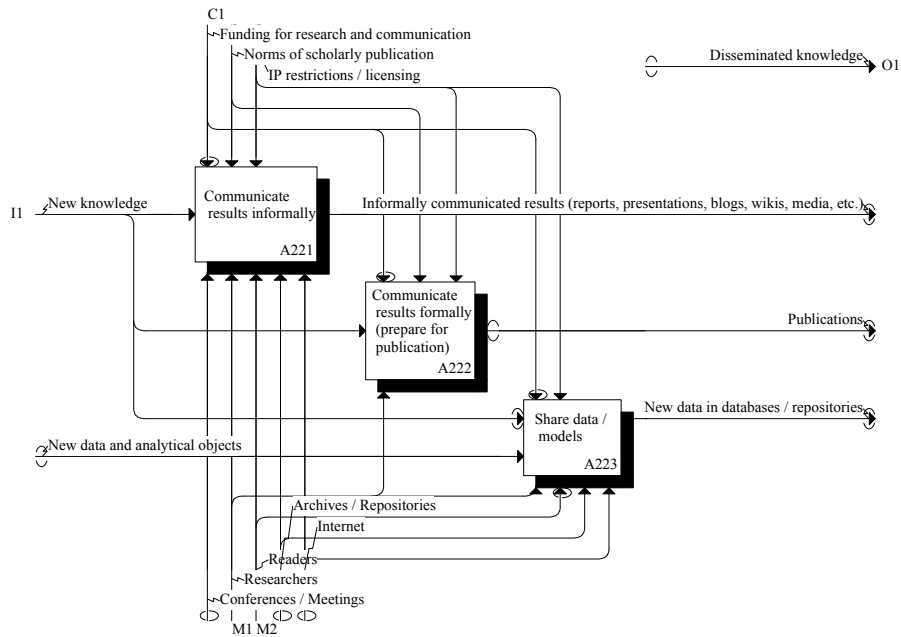 C1
Funding for research and communication
Norms of scholarly publication
IP restrictions / licensing
Disseminated knowledge
O1
Communicate
results informally
A221
I1
New knowledge
Informally communicated results (reports, presentations, blogs, wikis, media, etc.)
Communicate
results formally
(prepare for
publication)
A222
Publications
Share data /
models
A223
New data in databases / repositories
New data and analytical objects
Archives / Repositories
Internet
Readers
Researchers
Conferences / Meetings
M1 M2